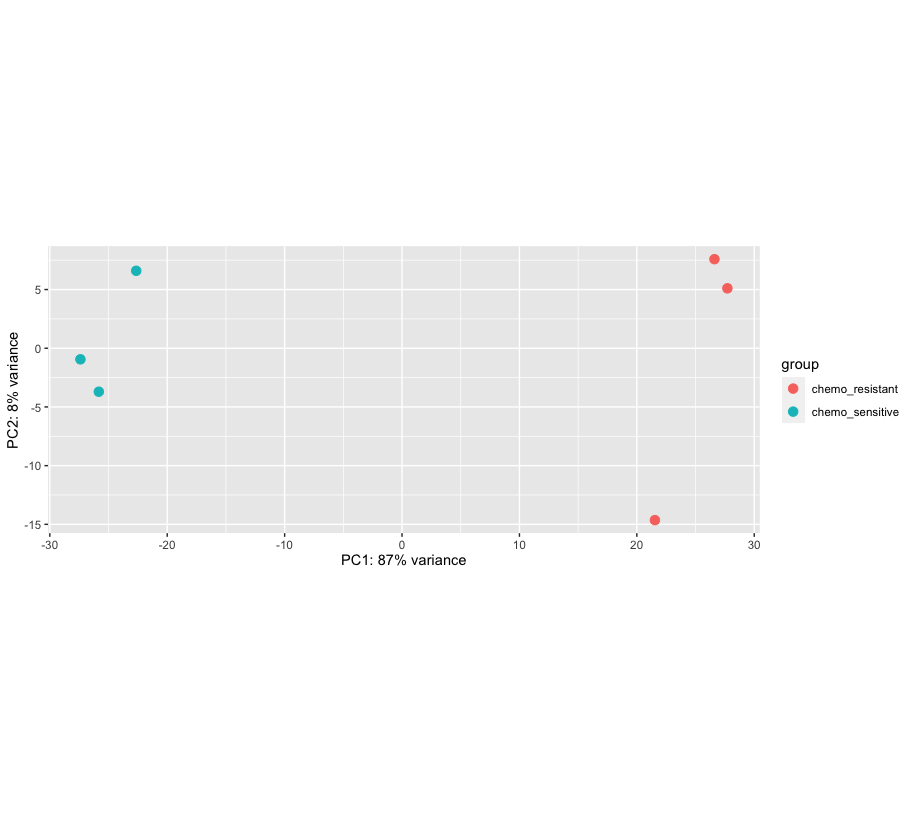 5
0
-5
-10
-15
PC2: 8% variance
-30 -20 -10 0 10 20 30
PC1: 87% variance
group
chemo_resistant
chemo_sensitive